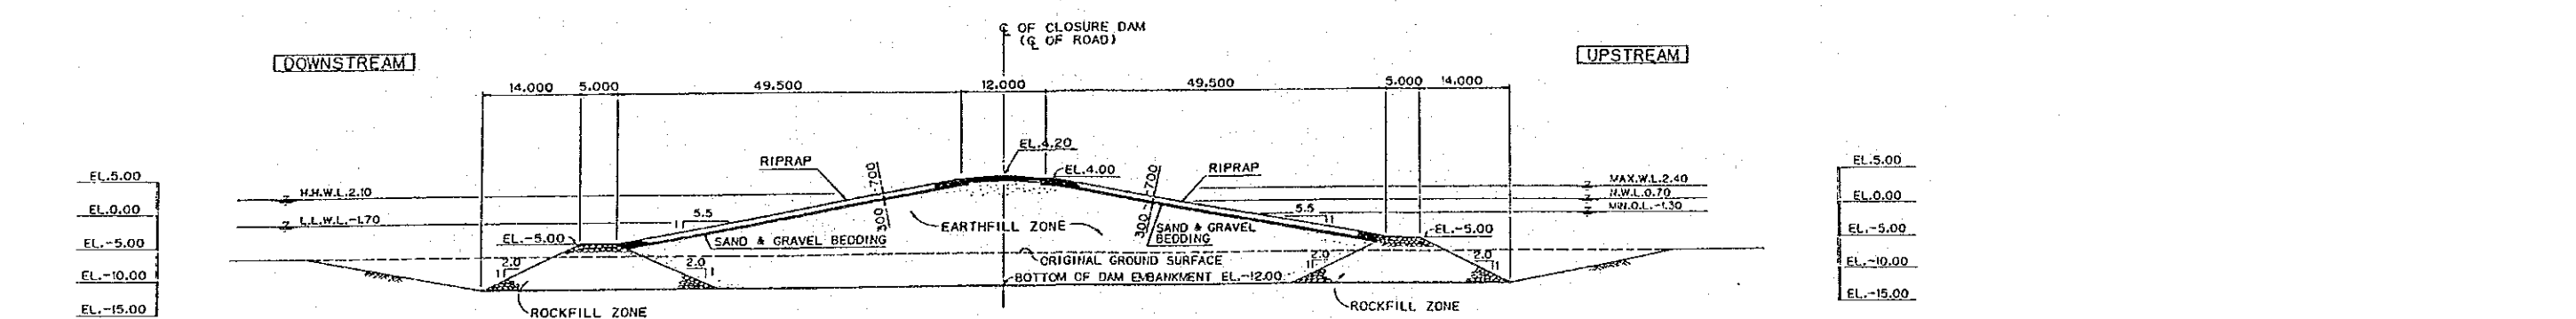 ℄ OF CLOSURE DAM
(℄ OF ROAD)
DOWNSTREAM
UPSTREAM
14.000 5.000 49.500 12.000 49.500 5.000 14.000
EL.4.20
RIPRAP
700
EL.4.00
700
RIPRAP
EL.5.00
H.H.W.L.2.10
MAX.W.L.2.40
EL.5.00
N.W.L.0.70
EL.0.00
EL.0.00
L.L.W.L.-1.70
5.5
1
300
EARTHFILL ZONE
300
SAND & GRAVEL
BEDDING
5.5
1
EL.-5.00
EL.-5.00
SAND & GRAVEL BEDDING
EL.-5.00
EL.-5.00
ORIGINAL GROUND SURFACE
2.0
1
2.0
1
2.0
1
2.0
1
EL.-10.00
BOTTOM OF DAM EMBANKMENT EL.-12.00
EL.-10.00
EL.-15.00
ROCKFILL ZONE
ROCKFILL ZONE
EL.-15.00